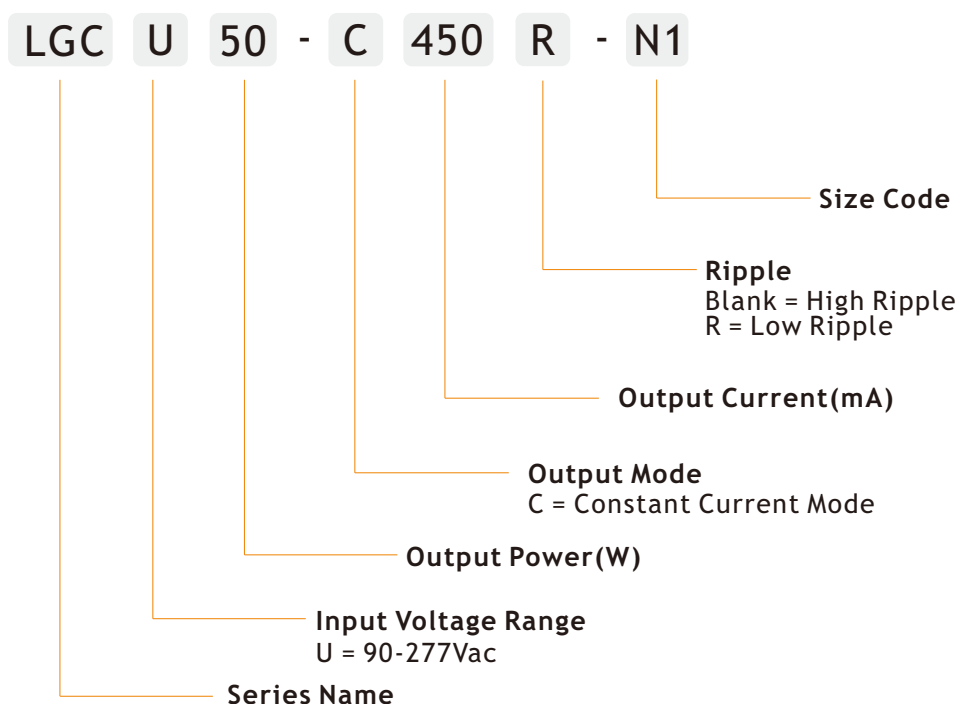 LGC U 50 - C 450 R - N1
Size Code
Ripple
Blank = High Ripple
R = Low Ripple
Output Current(mA)
Output Mode
C = Constant Current Mode
Output Power(W)
Input Voltage Range
U = 90-277Vac
Series Name